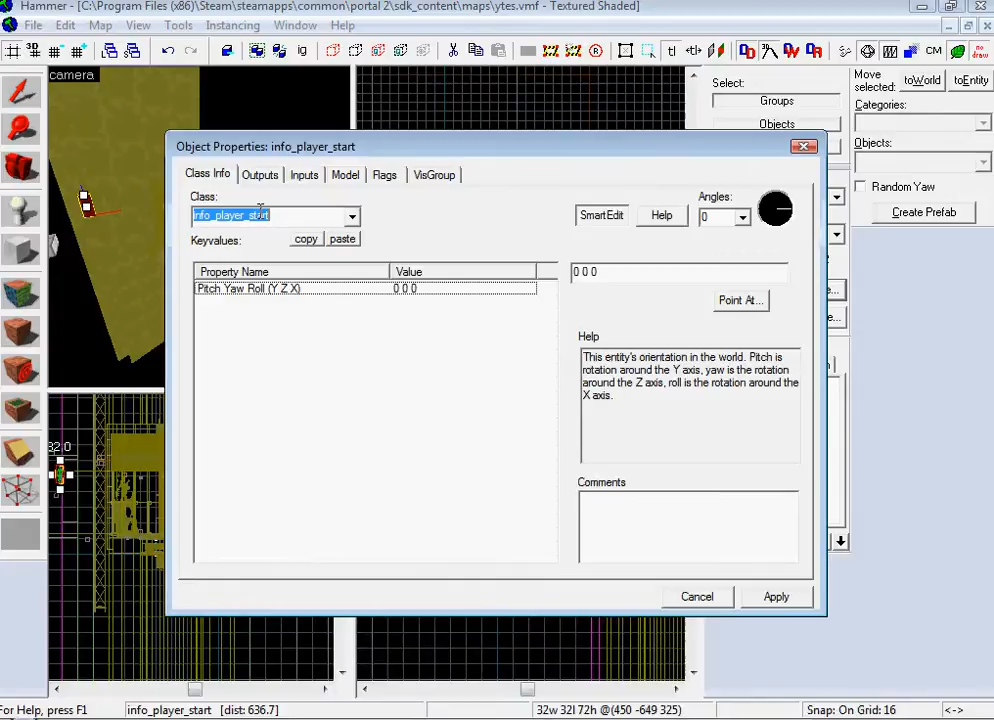 Hammer - [C:\Program Files (x86)\Steam\steamapps\common\portal 2\sdk_content\maps\ytes.vmf - Textured Shaded]
File Edit Map View Tools Instancing Window Help
ig
tl
CM
no draw
camera
Select:
Groups
Objects
Move selected:
toWorld
toEntity
Categories:
Objects:
Random Yaw
Create Prefab
Object Properties: info_player_start
Class Info Outputs Inputs Model Flags VisGroup
Class:
info_player_start
SmartEdit
Help
Angles:
0
Keyvalues:
copy
paste
Property Name Value
Pitch Yaw Roll (Y Z X) 0 0 0
0 0 0
Point At...
Help
This entity's orientation in the world. Pitch is
rotation around the Y axis, yaw is the rotation
around the Z axis, roll is the rotation around the
X axis.
Comments
Cancel
Apply
For Help, press F1
info_player_start [dist: 636.7]
32w 32l 72h @(450 -649 325)
Snap: On Grid: 16
<->